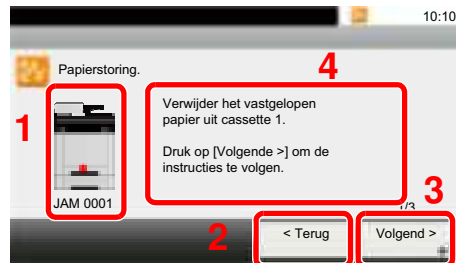 10:10
Papierstoring.
4
Verwijder het vastgelopen
papier uit cassette 1.
1
Druk op [Volgende >] om de
instructies te volgen.
JAM 0001
3
1/3
2
< Terug
Volgend >